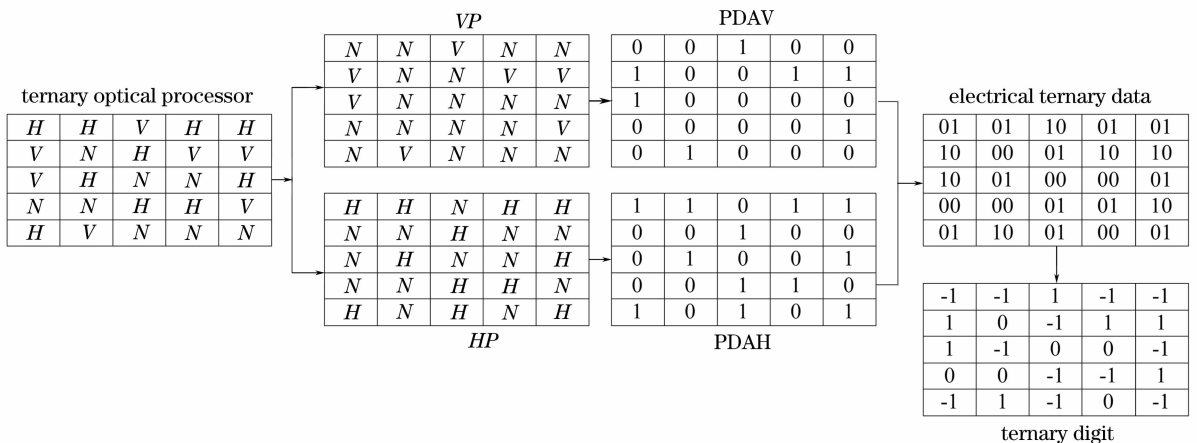 ternary optical processor
H H V H H
V N H V V
V H N N H
N N H H V
H V N N N
VP
N N V N N
V N N V V
V N N N N
N N N N V
N V N N N
H H N H H
N N H N N
N H N N H
N N H H N
H N H N H
HP
PDAV
0 0 1 0 0
1 0 0 1 1
1 0 0 0 0
0 0 0 0 1
0 1 0 0 0
1 1 0 1 1
0 0 1 0 0
0 1 0 0 1
0 0 1 1 0
1 0 1 0 1
PDAH
electrical ternary data
01 01 10 01 01
10 00 01 10 10
10 01 00 00 01
00 00 01 01 10
01 10 01 00 01
-1 -1 1 -1 -1
1 0 -1 1 1
1 -1 0 0 -1
0 0 -1 -1 1
-1 1 -1 0 -1
ternary digit